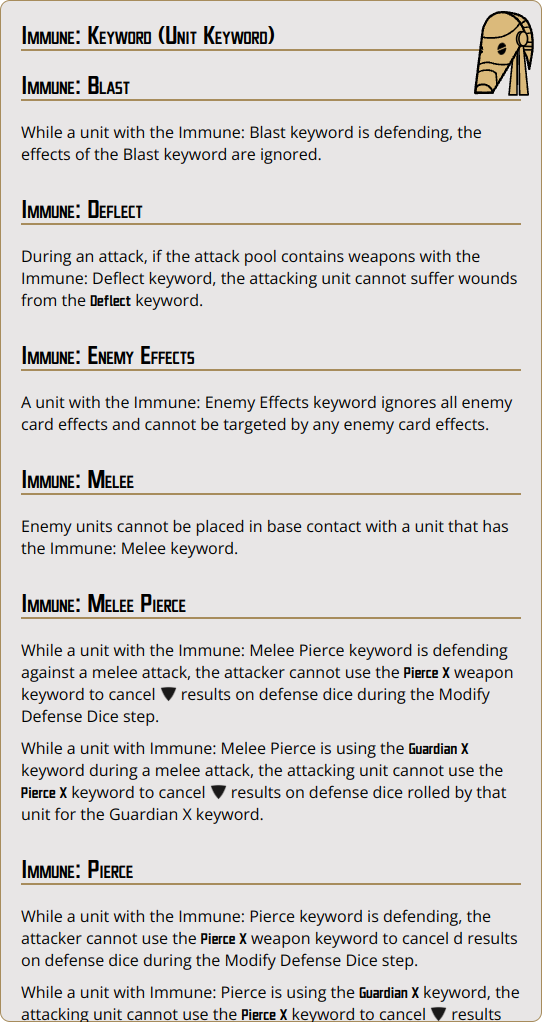 Immune: Keyword (Unit Keyword)
Immune: Blast
While a unit with the Immune: Blast keyword is defending, the
effects of the Blast keyword are ignored.
Immune: Deflect
During an attack, if the attack pool contains weapons with the
Immune: Deflect keyword, the attacking unit cannot suffer wounds
from the Deflect keyword.
Immune: Enemy Effects
A unit with the Immune: Enemy Effects keyword ignores all enemy
card effects and cannot be targeted by any enemy card effects.
Immune: Melee
Enemy units cannot be placed in base contact with a unit that has
the Immune: Melee keyword.
Immune: Melee Pierce
While a unit with the Immune: Melee Pierce keyword is defending
against a melee attack, the attacker cannot use the Pierce X weapon
keyword to cancel results on defense dice during the Modify
Defense Dice step.
While a unit with Immune: Melee Pierce is using the Guardian X
keyword during a melee attack, the attacking unit cannot use the
Pierce X keyword to cancel results on defense dice rolled by that
unit for the Guardian X keyword.
Immune: Pierce
While a unit with the Immune: Pierce keyword is defending, the
attacker cannot use the Pierce X weapon keyword to cancel d results
on defense dice during the Modify Defense Dice step.
While a unit with Immune: Pierce is using the Guardian X keyword, the
attacking unit cannot use the Pierce X keyword to cancel results